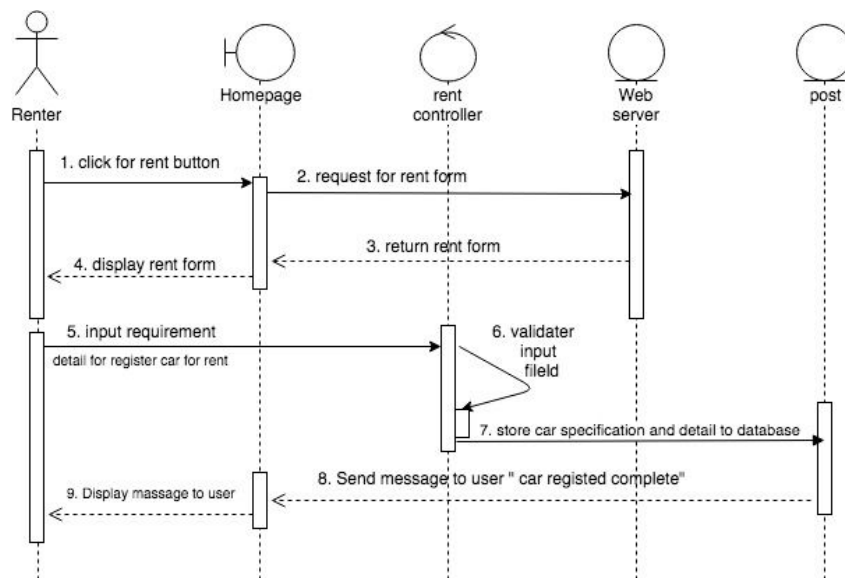 Renter
Homepage
rent
controller
Web
server
post
1. click for rent button
2. request for rent form
3. return rent form
4. display rent form
5. input requirement
detail for register car for rent
6. validater
input
fileld
7. store car specification and detail to database
8. Send message to user " car registed complete"
9. Display massage to user